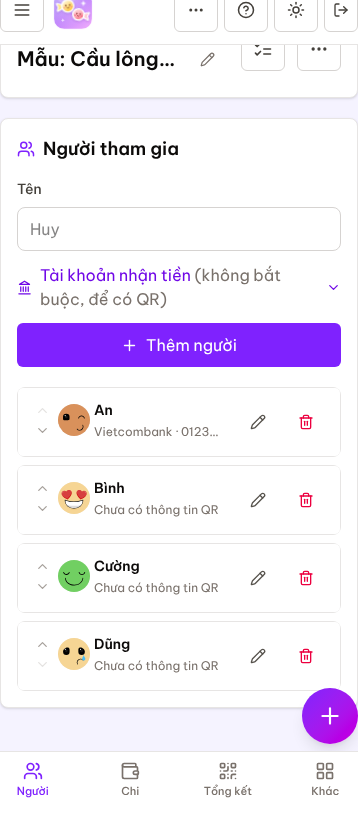 Mẫu: Cầu lông...
Người tham gia
Tên
Huy
Tài khoản nhận tiền (không bắt
buộc, để có QR)
Thêm người
An
Vietcombank · 0123...
Bình
Chưa có thông tin QR
Cường
Chưa có thông tin QR
Dũng
Chưa có thông tin QR
Người
Chi
Tổng kết
Khác